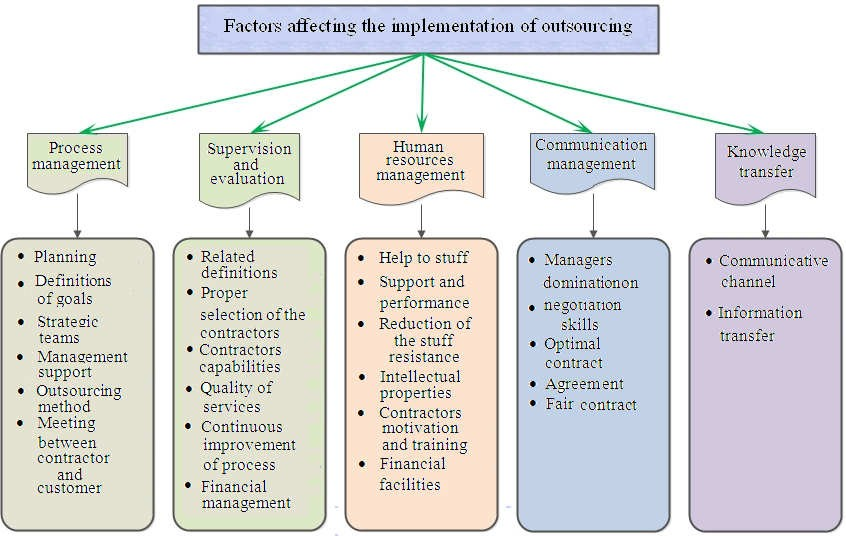 Factors affecting the implementation of outsourcing
Process
management
Supervision
and
evaluation
Human
resources
management
Communication
management
Knowledge
transfer
• Planning
• Definitions
of goals
• Strategic
teams
• Management
support
• Outsourcing
method
• Meeting
between
contractor
and
customer
• Related
definitions
• Proper
selection of the
contractors
• Contractors
capabilities
• Quality of
services
• Continuous
improvement
of process
• Financial
management
• Help to stuff
• Support and
performance
• Reduction of
the stuff
resistance
• Intellectual
properties
• Contractors
motivation
and training
• Financial
facilities
• Managers
dominationon
• negotiation
skills
• Optimal
contract
• Agreement
• Fair contract
• Communicative
channel
• Information
transfer